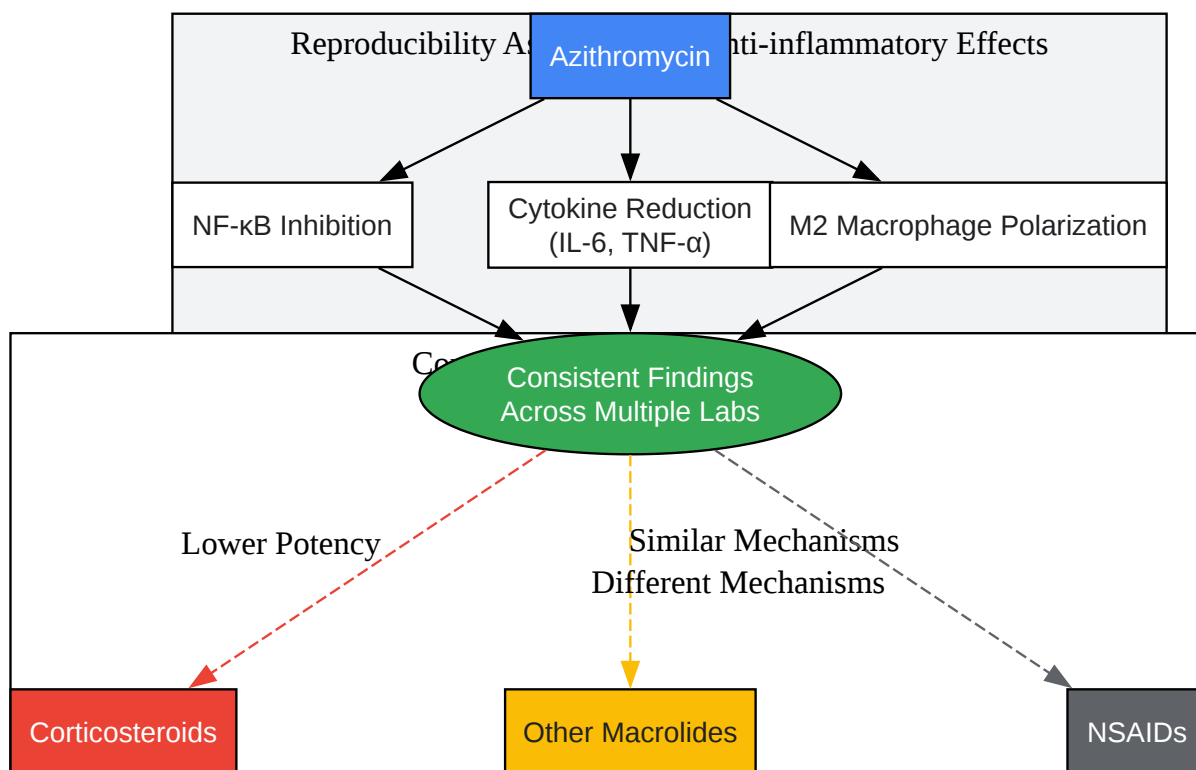 Reproducibility nti-inflammatory Effects
Azithromycin
NF-κB Inhibition
Cytokine Reduction
(IL-6, TNF-α)
M2 Macrophage Polarization
Consistent Findings
Across Multiple Labs
Lower Potency
Similar Mechanisms
Different Mechanisms
Corticosteroids
Other Macrolides
NSAIDs